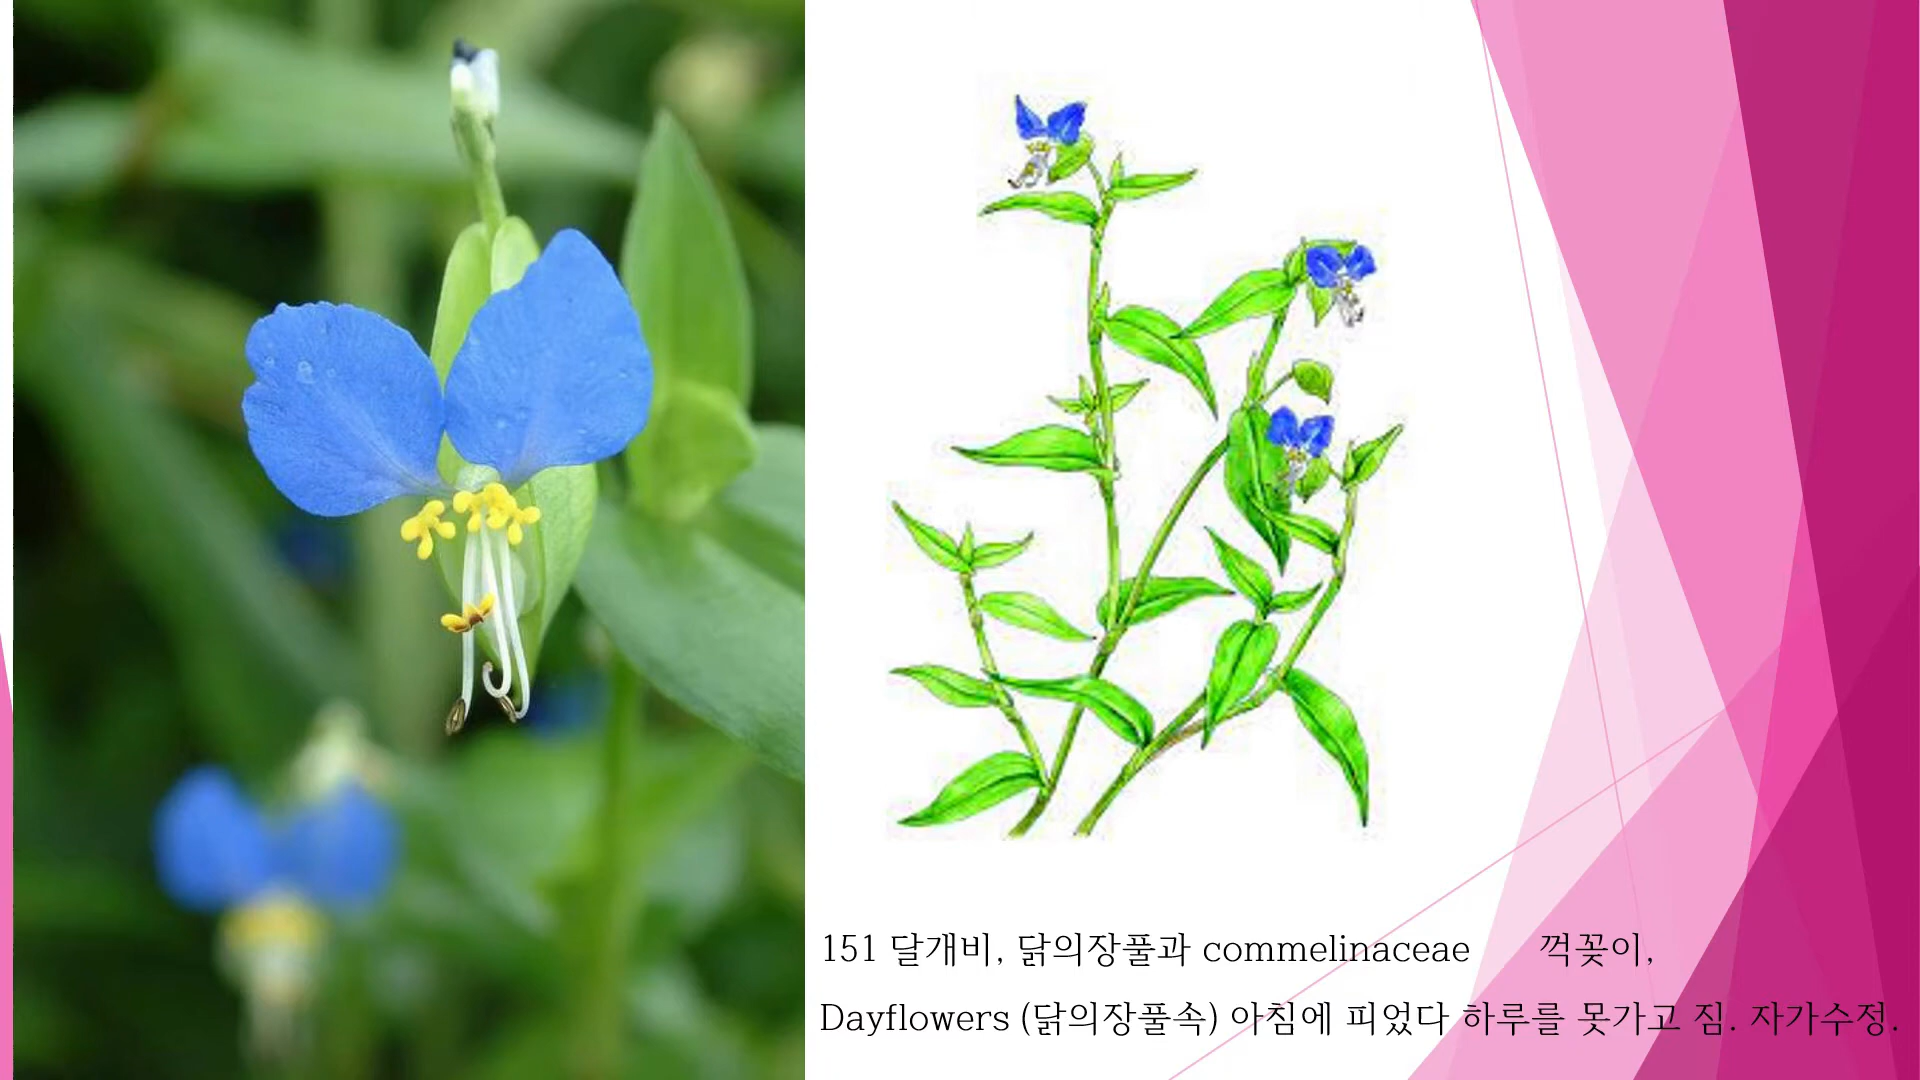 151 달개비, 닭의장풀과 commelinaceae 꺽꽂이,
Dayflowers (닭의장풀속) 아침에 피었다 하루를 못가고 짐. 자가수정.